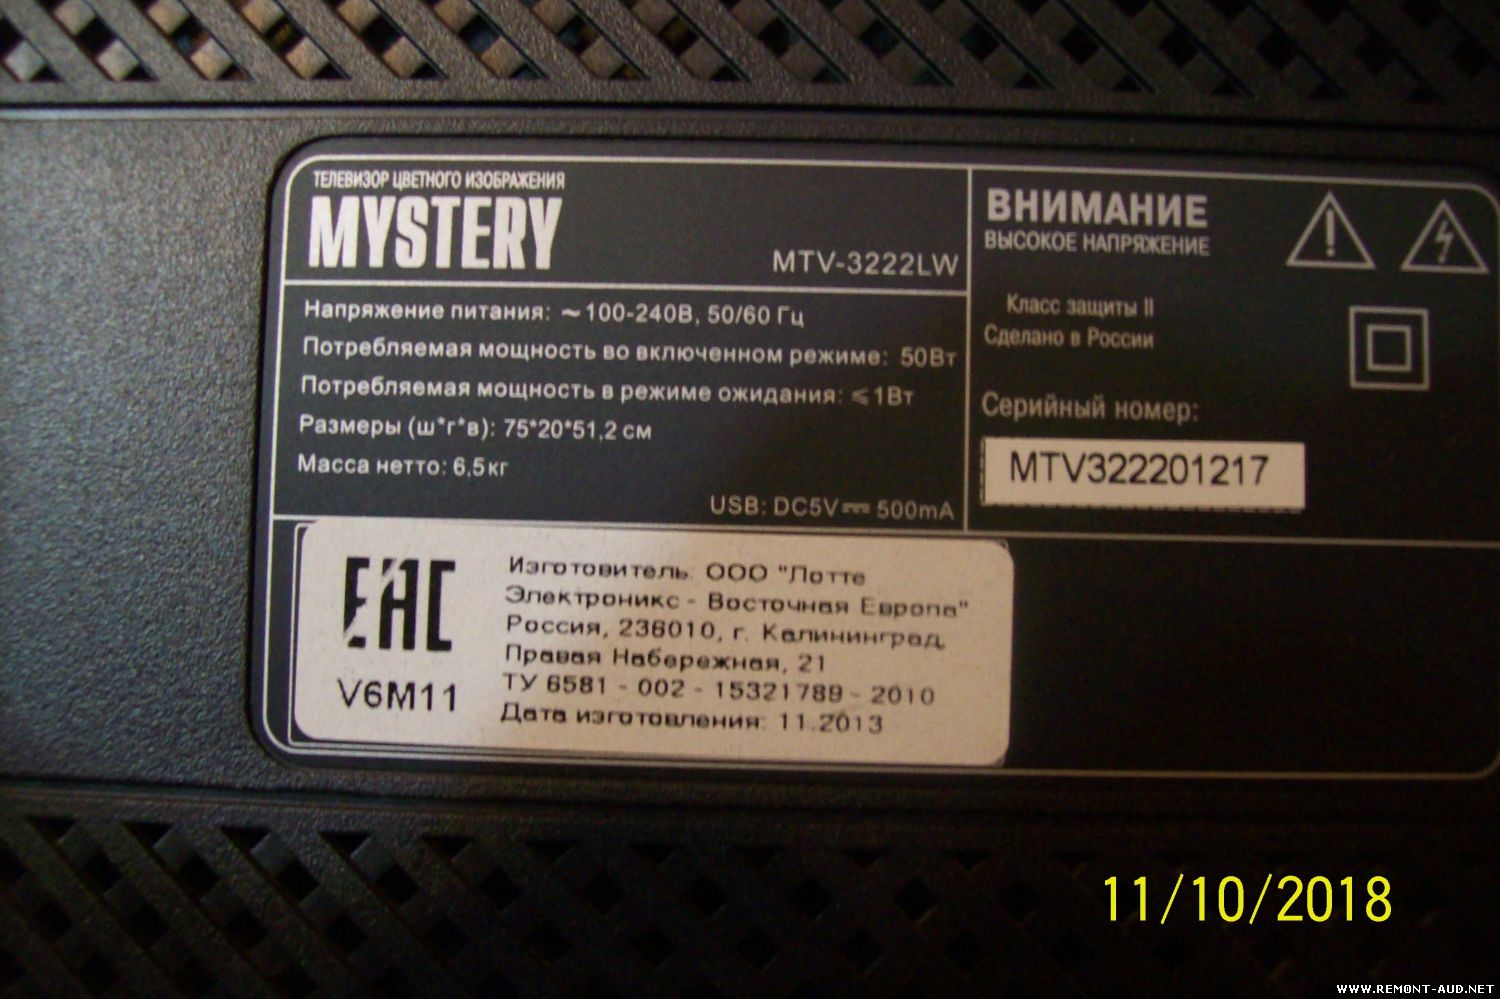 ТЕЛЕВИЗОР ЦВЕТНОГО ИЗОБРАЖЕНИЯ
MYSTERY
MTV-3222LW
Напряжение питания: ~100-240В, 50/60 Гц
Потребляемая мощность во включенном режиме: 50Вт
Потребляемая мощность в режиме ожидания: ⩽1Вт
Размеры (ш*г*в): 75*20*51,2 см
Масса нетто: 6,5кг
USB: DC5V⎓500mA
ВНИМАНИЕ
ВЫСОКОЕ НАПРЯЖЕНИЕ
Класс защиты II
Сделано в России
Серийный номер:
MTV322201217
EAC
V6M11
Изготовитель: ООО "Лотте
Электроникс - Восточная Европа"
Россия, 236010, г. Калининград,
Правая Набережная, 21
ТУ 6581 - 002 - 15321789 - 2010
Дата изготовления: 11.2013
11/10/2018
WWW.REMONT-AUD.NET